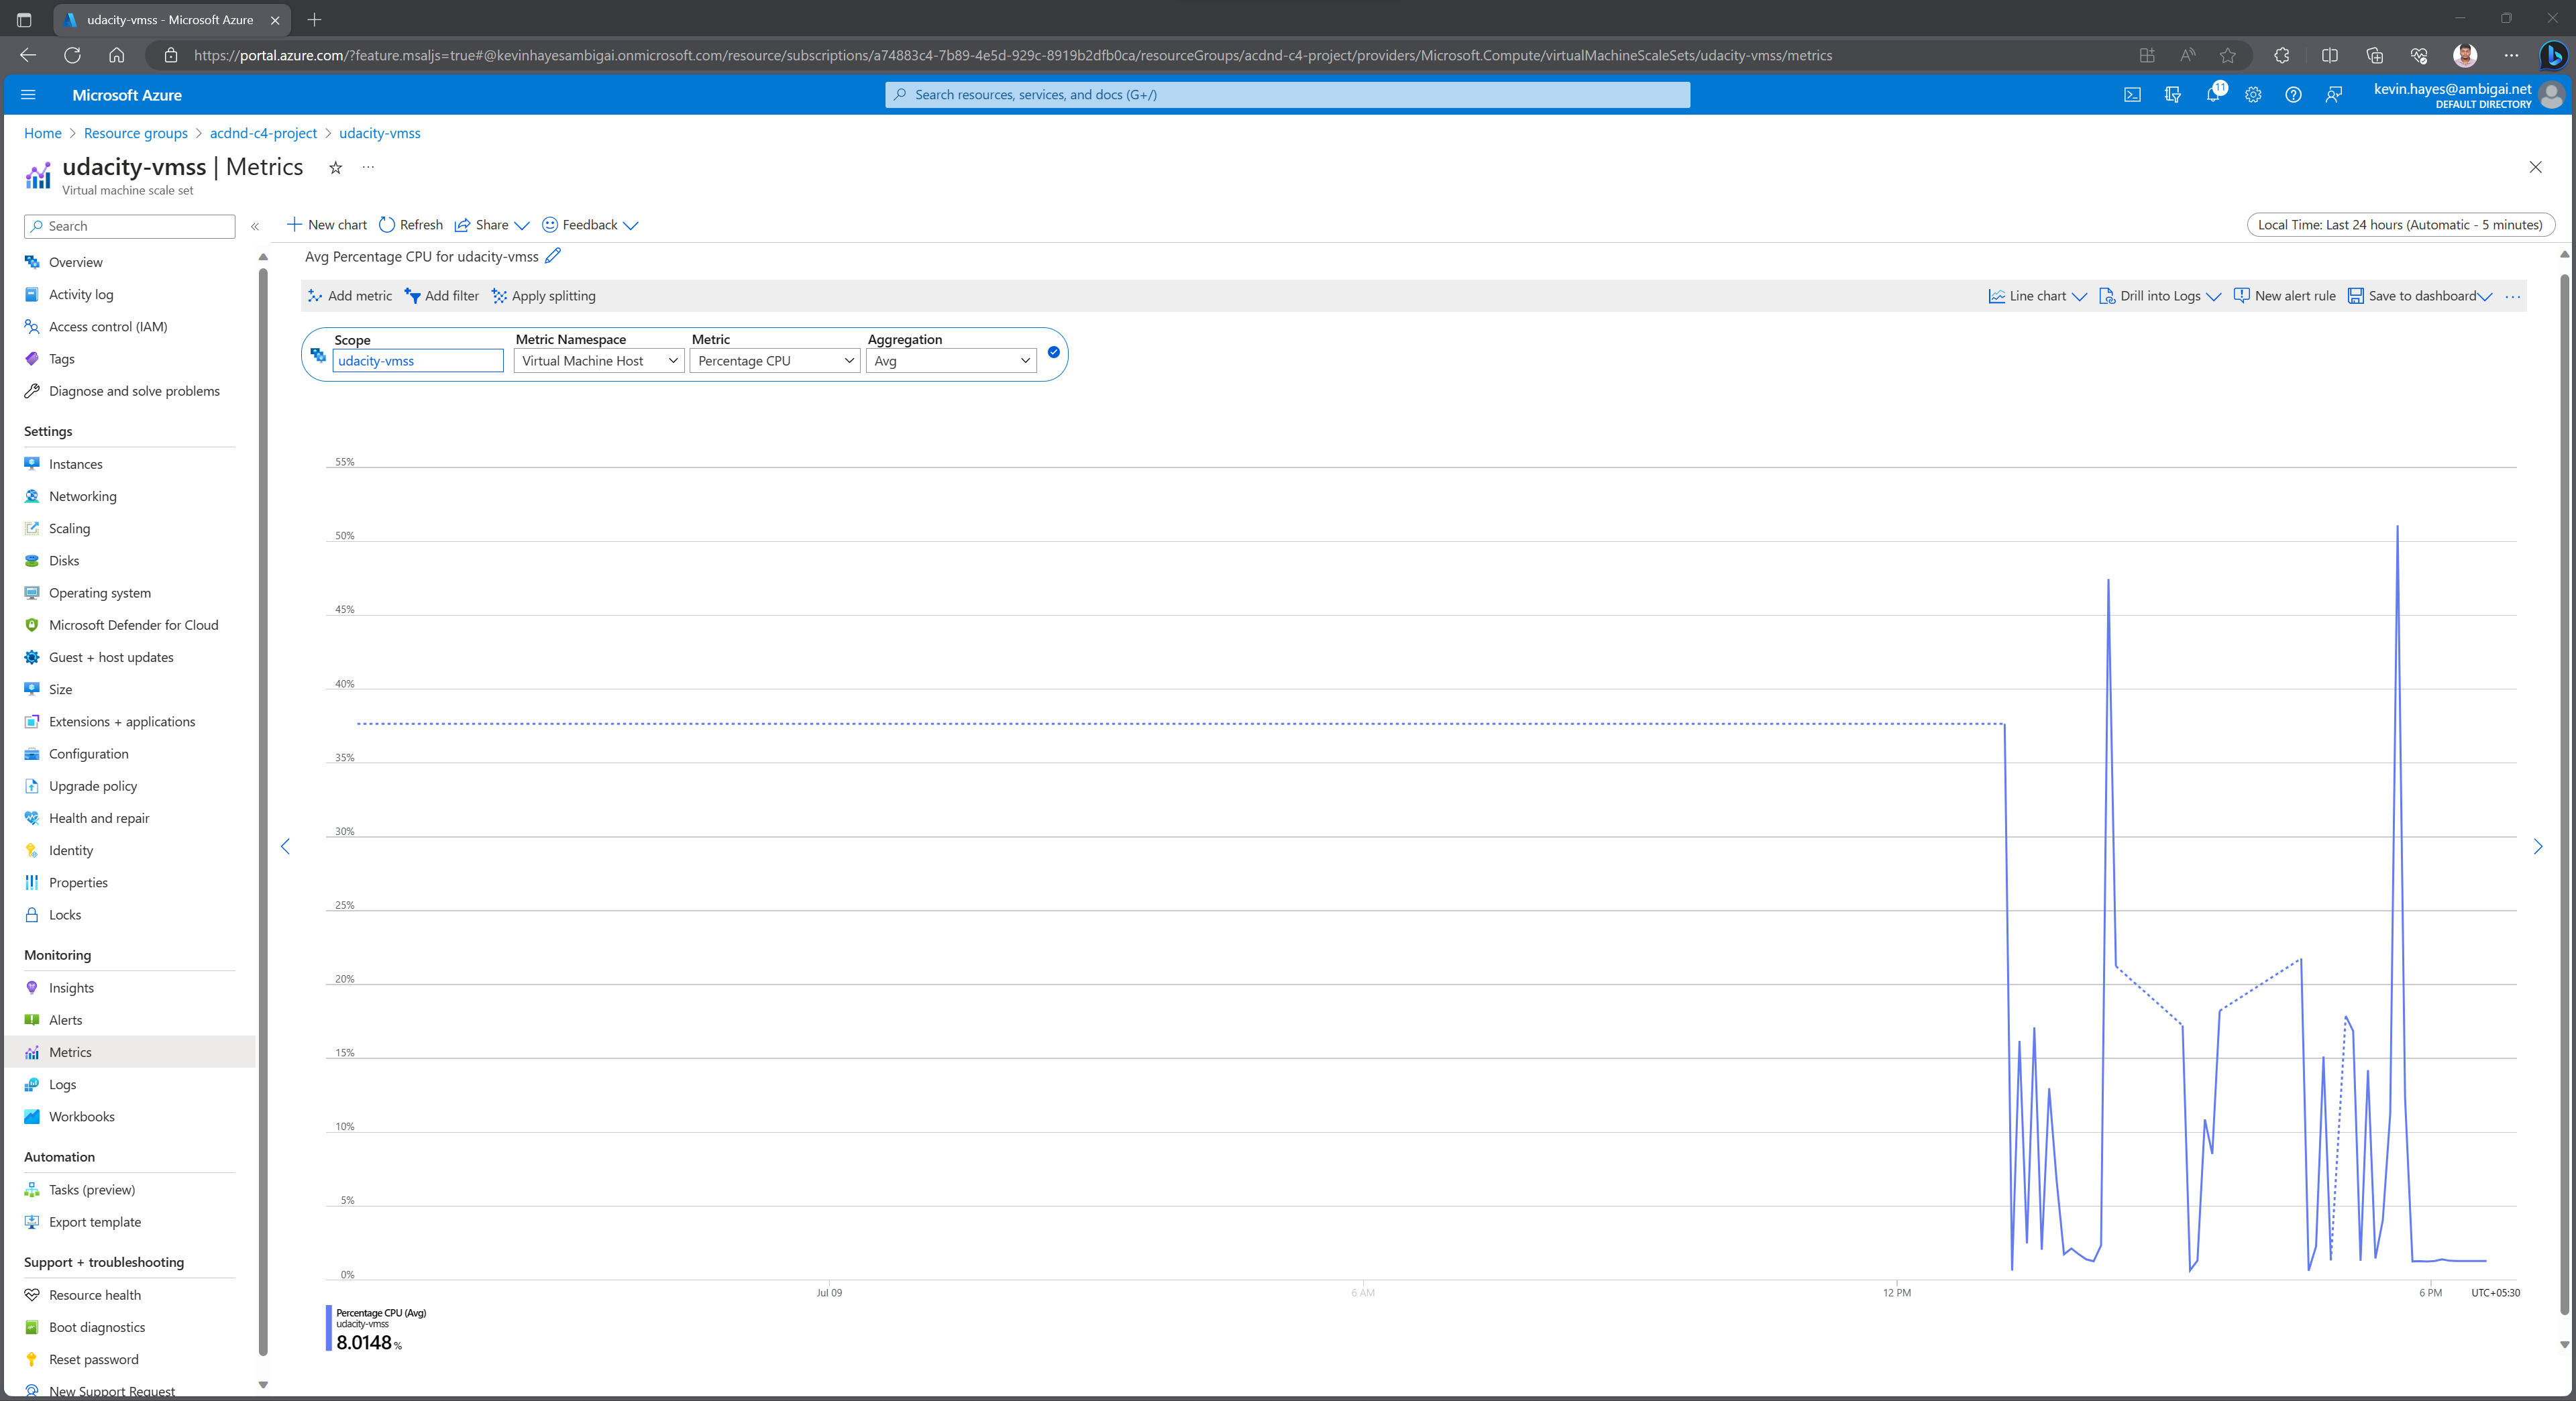 udacity-vmss - Microsoft Azure
https://portal.azure.com/?feature.msaljs=true#@kevinhayesambigai.onmicrosoft.com/resource/subscriptions/a74883c4-7b89-4e5d-929c-8919b2dfb0ca/resourceGroups/acdnd-c4-project/providers/Microsoft.Compute/virtualMachineScaleSets/udacity-vmss/metrics
Microsoft Azure
Search resources, services, and docs (G+/)
11
kevin.hayes@ambigai.net
DEFAULT DIRECTORY
Home > Resource groups > acdnd-c4-project > udacity-vmss
udacity-vmss | Metrics
Virtual machine scale set
Search
New chart Refresh Share Feedback
Local Time: Last 24 hours (Automatic - 5 minutes)
Overview
Activity log
Access control (IAM)
Tags
Diagnose and solve problems
Settings
Instances
Networking
Scaling
Disks
Operating system
Microsoft Defender for Cloud
Guest + host updates
Size
Extensions + applications
Configuration
Upgrade policy
Health and repair
Identity
Properties
Locks
Monitoring
Insights
Alerts
Metrics
Logs
Workbooks
Automation
Tasks (preview)
Export template
Support + troubleshooting
Resource health
Boot diagnostics
Reset password
New Support Request
Avg Percentage CPU for udacity-vmss
Add metric Add filter Apply splitting
Line chart Drill into Logs New alert rule Save to dashboard
Scope Metric Namespace Metric Aggregation
udacity-vmss Virtual Machine Host Percentage CPU Avg
55%
50%
45%
40%
35%
30%
25%
20%
15%
10%
5%
0%
Jul 09 6 AM 12 PM 6 PM UTC+05:30
Percentage CPU (Avg)
udacity-vmss
8.0148 %